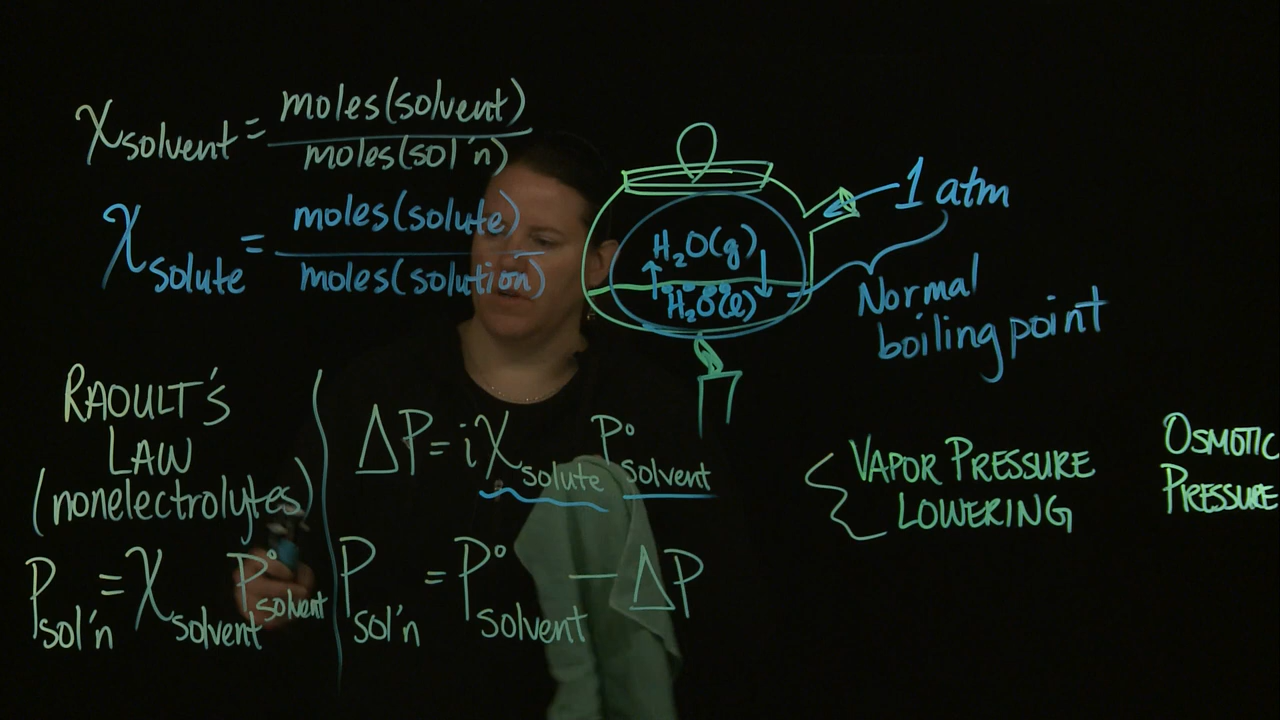 χsolvent = moles(solvent) / moles(sol'n)
χsolute = moles(solute) / moles(solution)
1 atm
H₂O(g)
H₂O(l)
Normal
boiling point
RAOULT'S
LAW
(nonelectrolytes)
Psol'n = χsolvent P°solvent
ΔP = iχsolute P°solvent
Psol'n = P°solvent − ΔP
VAPOR PRESSURE
LOWERING
OSMOTIC
PRESSURE